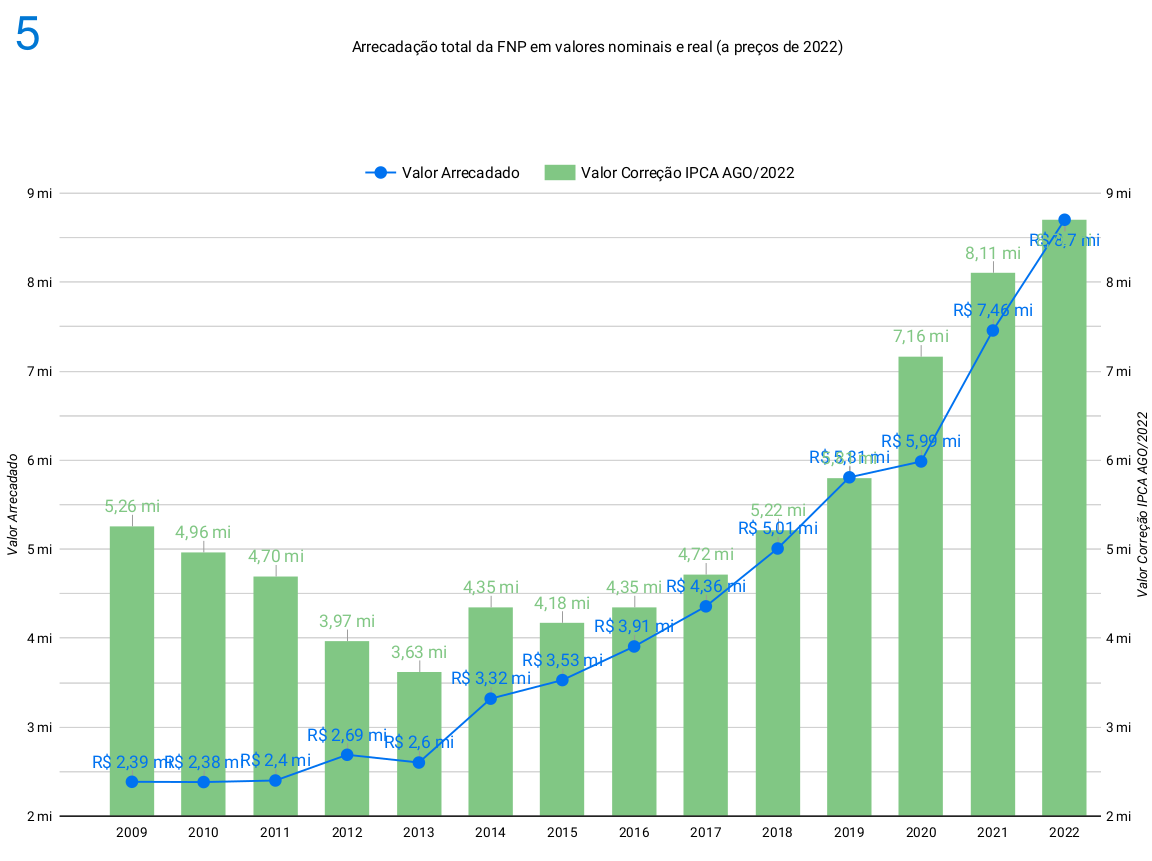 5
Arrecadação total da FNP em valores nominais e real (a preços de 2022)
Valor Arrecadado
Valor Correção IPCA AGO/2022
9 mi
8 mi
7 mi
6 mi
5 mi
4 mi
3 mi
2 mi
Valor Arrecadado
5,26 mi
4,96 mi
4,70 mi
3,97 mi
3,63 mi
4,35 mi
4,18 mi
4,35 mi
4,72 mi
5,22 mi
7,16 mi
8,11 mi
R$ 2,39 mi
R$ 2,38 mi
R$ 2,4 mi
R$ 2,69 mi
R$ 2,6 mi
R$ 3,32 mi
R$ 3,53 mi
R$ 3,91 mi
R$ 4,36 mi
R$ 5,01 mi
R$ 5,81 mi
R$ 5,99 mi
R$ 7,46 mi
R$ 8,7 mi
9 mi
8 mi
7 mi
6 mi
5 mi
4 mi
3 mi
2 mi
Valor Correção IPCA AGO/2022
2009
2010
2011
2012
2013
2014
2015
2016
2017
2018
2019
2020
2021
2022